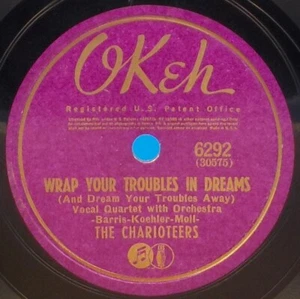 OKeh
Registered U.S. Patent Office
6292
(30575)
WRAP YOUR TROUBLES IN DREAMS
(And Dream Your Troubles Away)
Vocal Quartet with Orchestra
-Barris-Koehler-Moll-
THE CHARIOTEERS